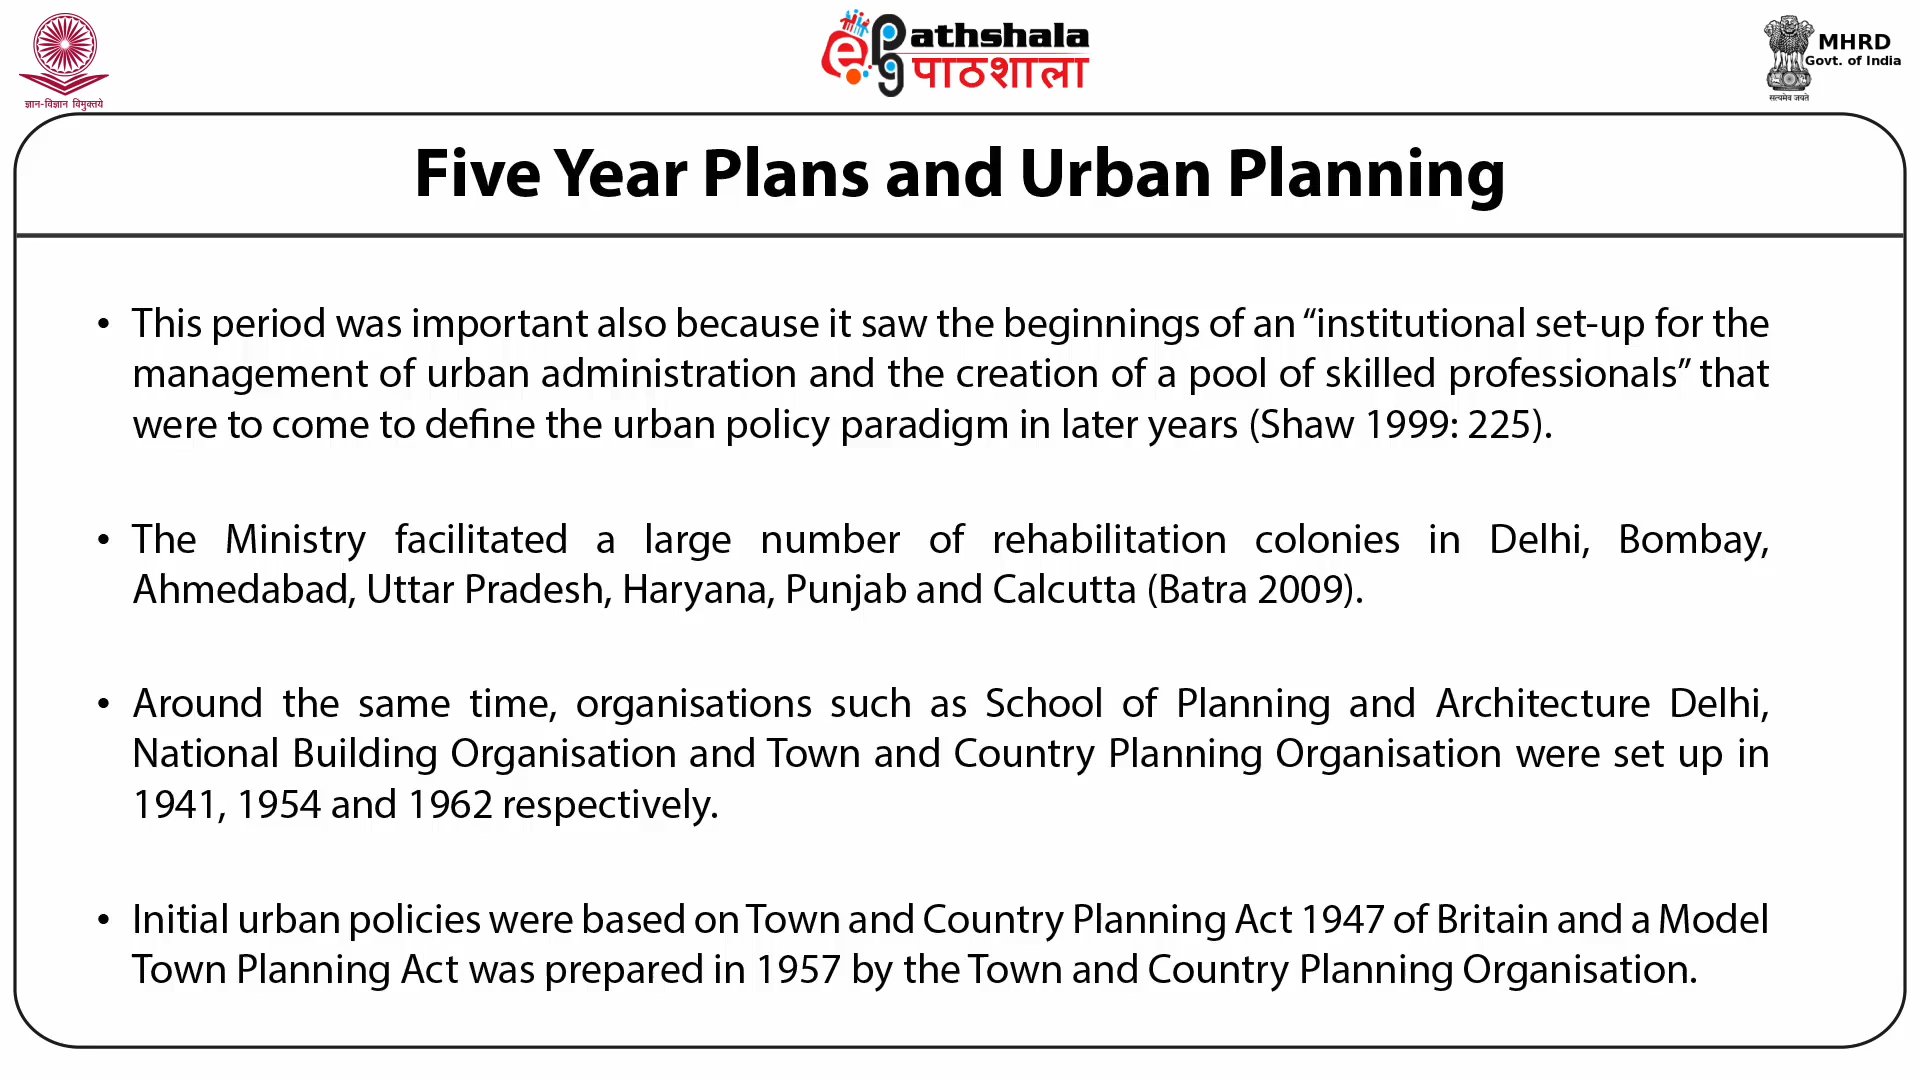 ज्ञान-विज्ञान विमुक्तये
ePg
athshala
पाठशाला
MHRD
Govt. of India
सत्यमेव जयते
Five Year Plans and Urban Planning
• This period was important also because it saw the beginnings of an “institutional set-up for the
management of urban administration and the creation of a pool of skilled professionals” that
were to come to define the urban policy paradigm in later years (Shaw 1999: 225).
• The Ministry facilitated a large number of rehabilitation colonies in Delhi, Bombay,
Ahmedabad, Uttar Pradesh, Haryana, Punjab and Calcutta (Batra 2009).
• Around the same time, organisations such as School of Planning and Architecture Delhi,
National Building Organisation and Town and Country Planning Organisation were set up in
1941, 1954 and 1962 respectively.
• Initial urban policies were based on Town and Country Planning Act 1947 of Britain and a Model
Town Planning Act was prepared in 1957 by the Town and Country Planning Organisation.